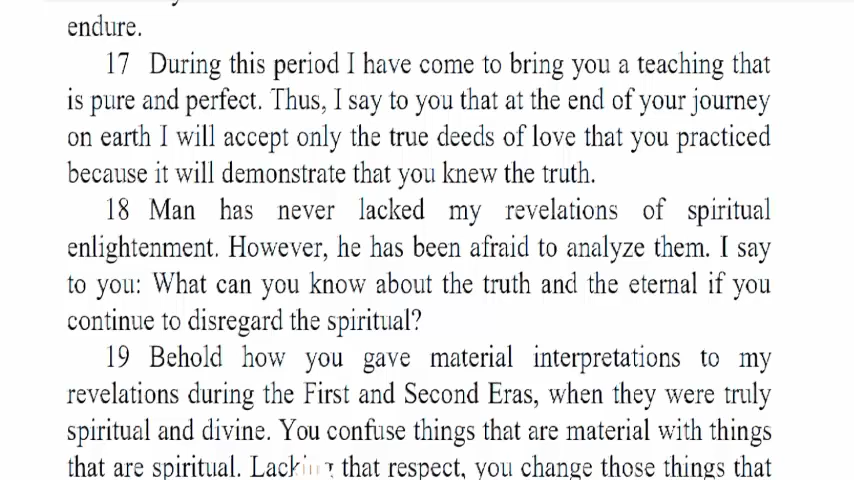 endure.
17 During this period I have come to bring you a teaching that
is pure and perfect. Thus, I say to you that at the end of your journey
on earth I will accept only the true deeds of love that you practiced
because it will demonstrate that you knew the truth.
18 Man has never lacked my revelations of spiritual
enlightenment. However, he has been afraid to analyze them. I say
to you: What can you know about the truth and the eternal if you
continue to disregard the spiritual?
19 Behold how you gave material interpretations to my
revelations during the First and Second Eras, when they were truly
spiritual and divine. You confuse things that are material with things
that are spiritual. that respect, you change those things that